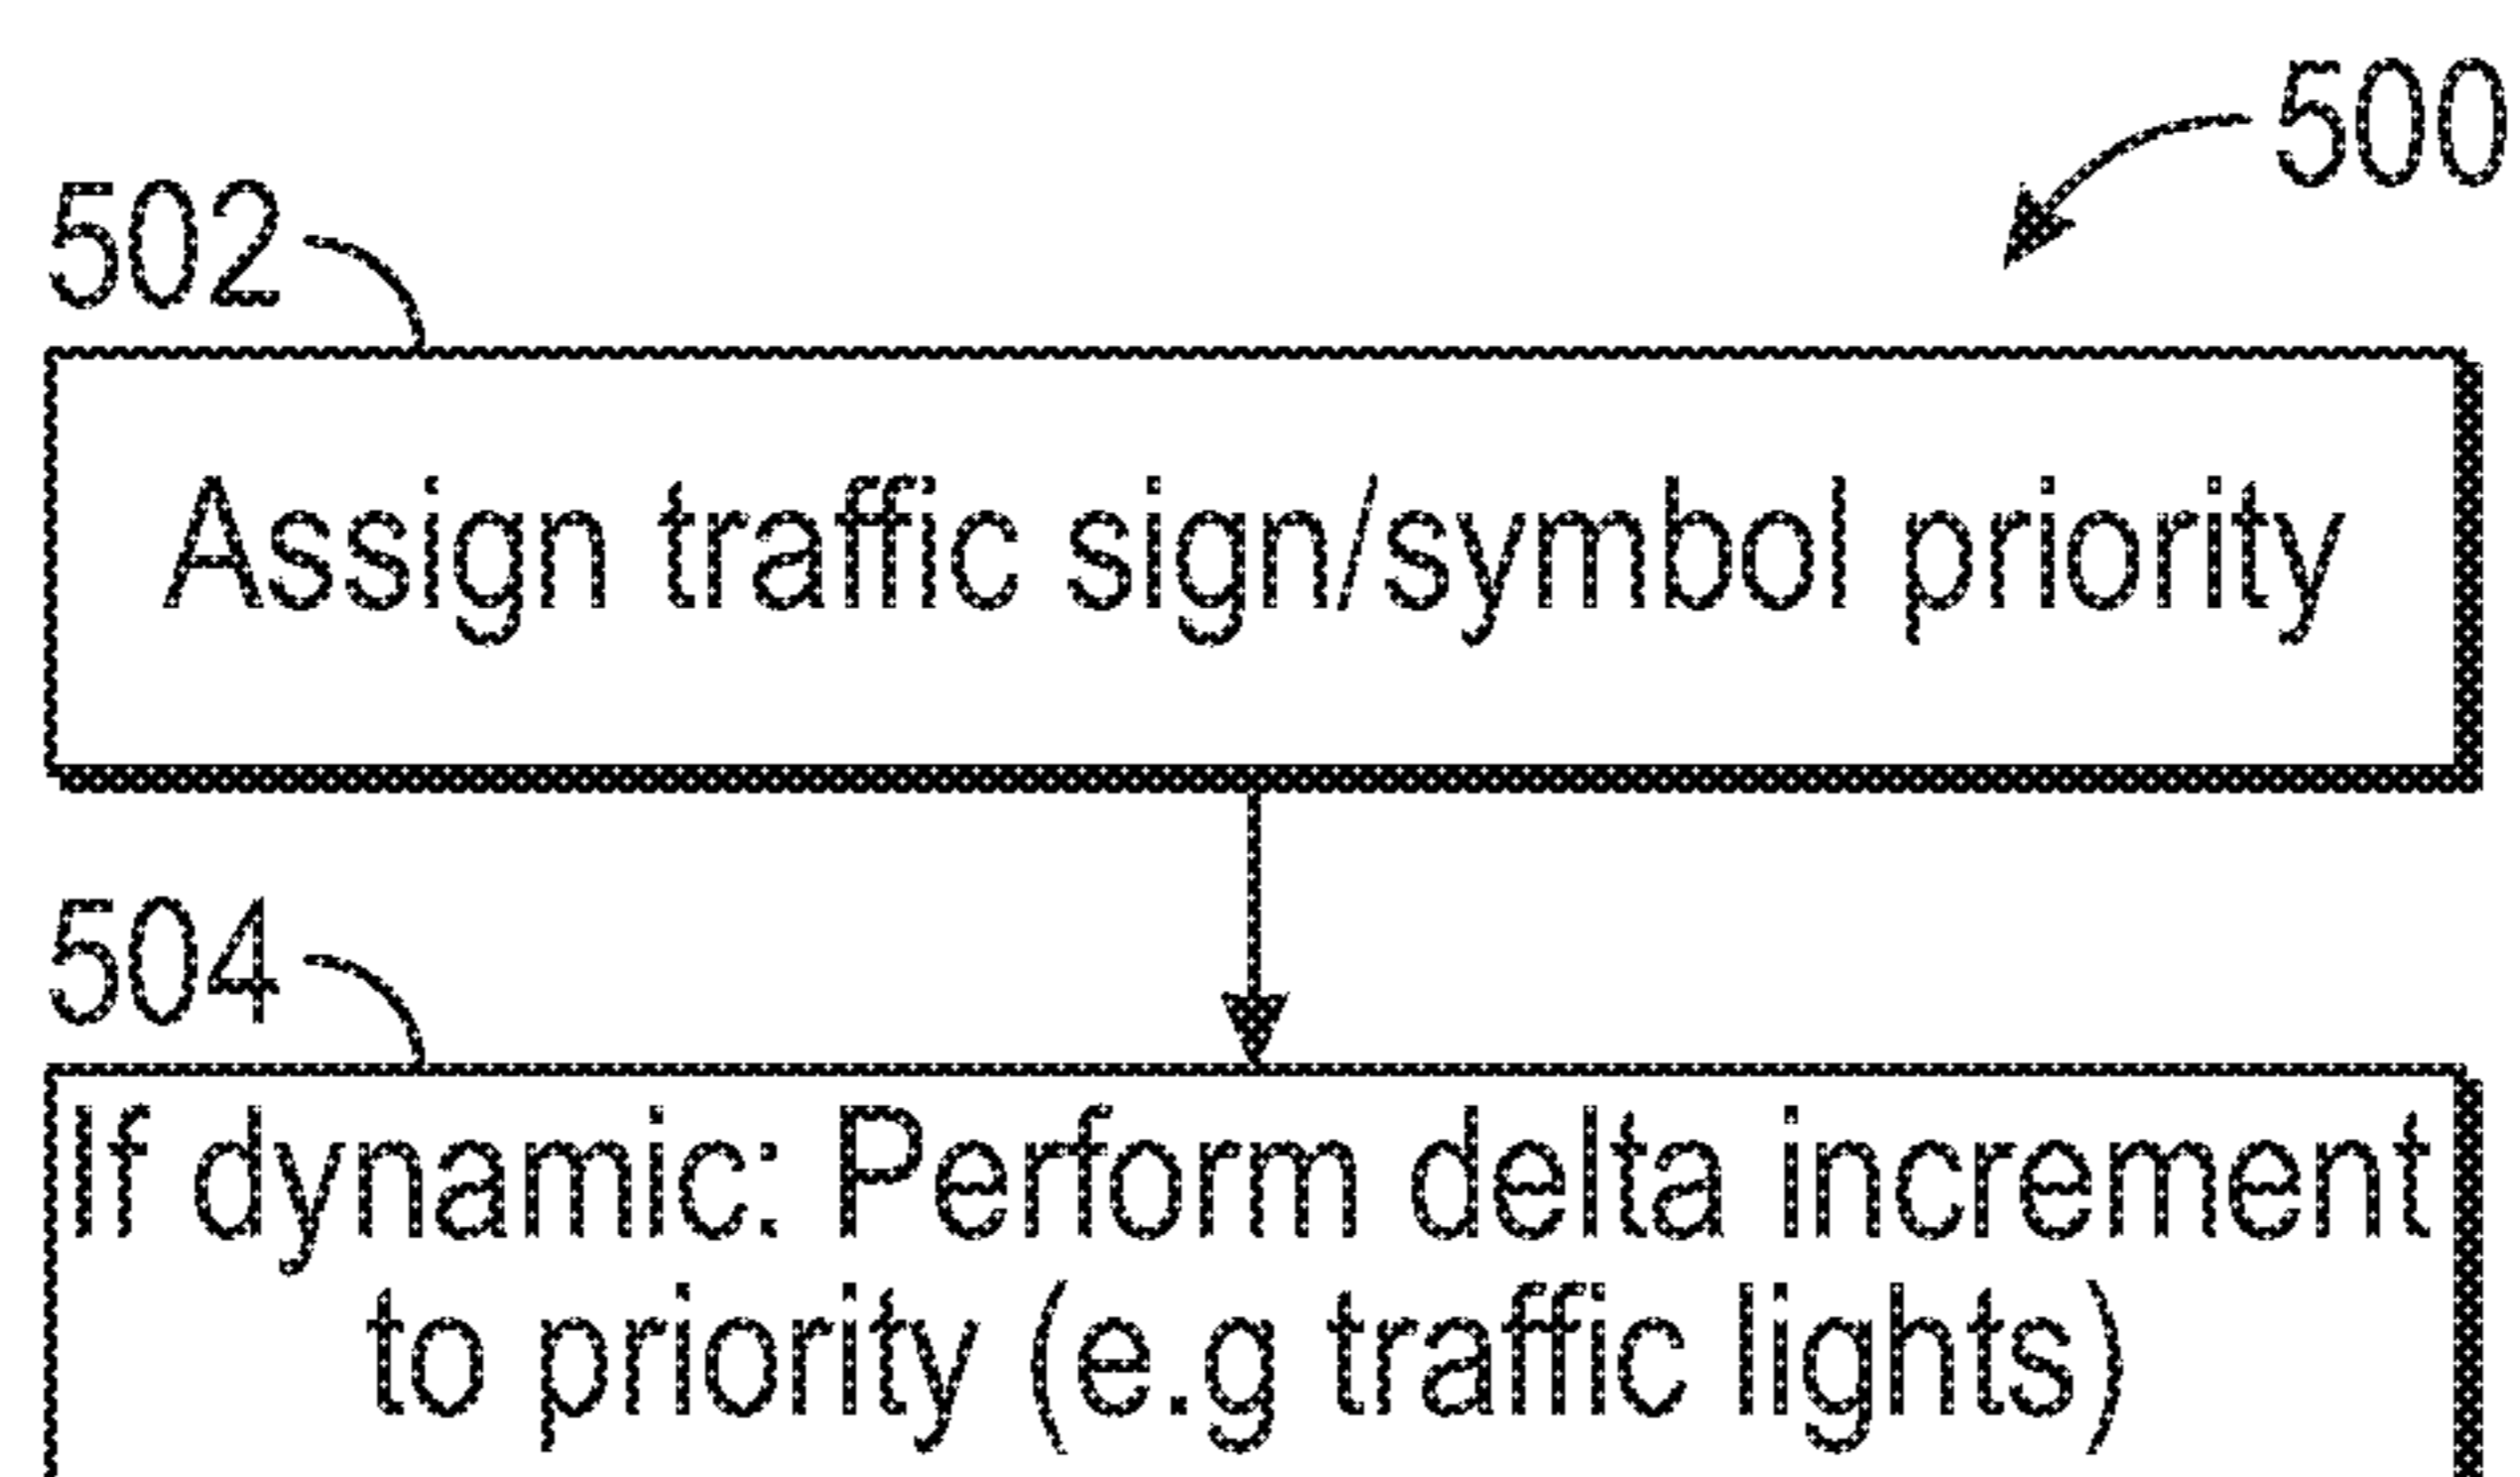 500
502
Assign traffic sign/symbol priority
504
If dynamic: Perform delta increment
to priority (e.g traffic lights)